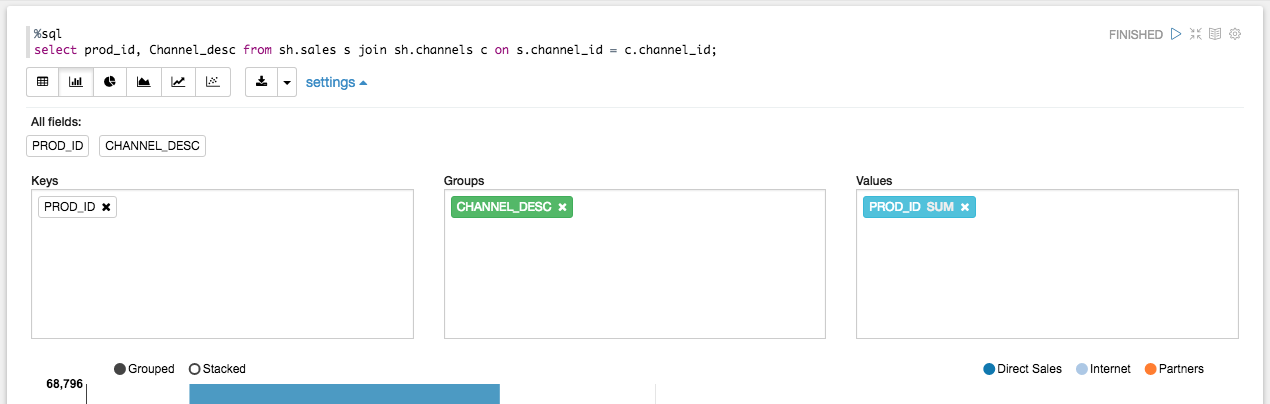 %sql
FINISHED
select prod_id, Channel_desc from sh.sales s join sh.channels c on s.channel_id = c.channel_id;
settings
All fields:
PROD_ID CHANNEL_DESC
Keys Groups Values
PROD_ID CHANNEL_DESC PROD_ID SUM
Grouped Stacked Direct Sales Internet Partners
68,796